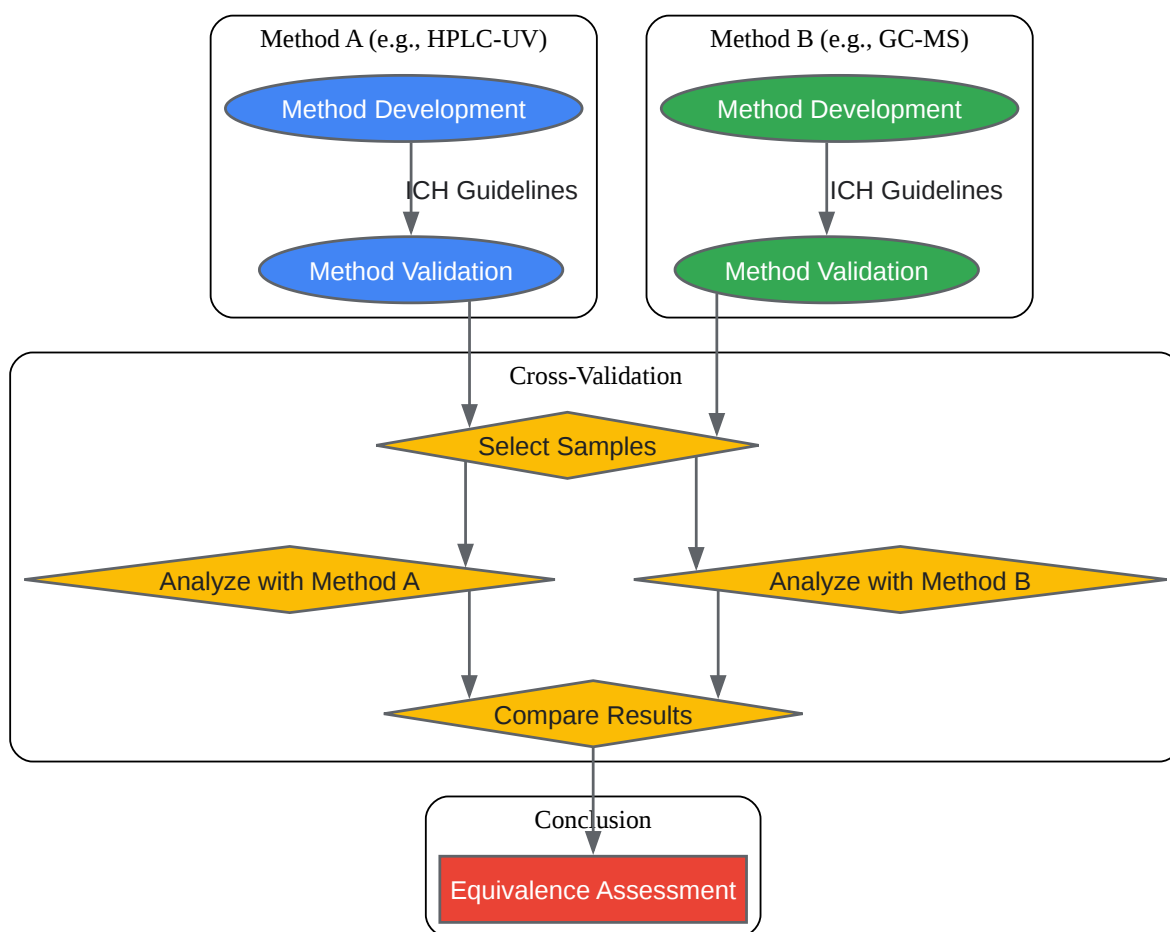 Method A (e.g., HPLC-UV)
Method Development
ICH Guidelines
Method Validation
Method B (e.g., GC-MS)
Method Development
ICH Guidelines
Method Validation
Cross-Validation
Select Samples
Analyze with Method A
Analyze with Method B
Compare Results
Conclusion
Equivalence Assessment